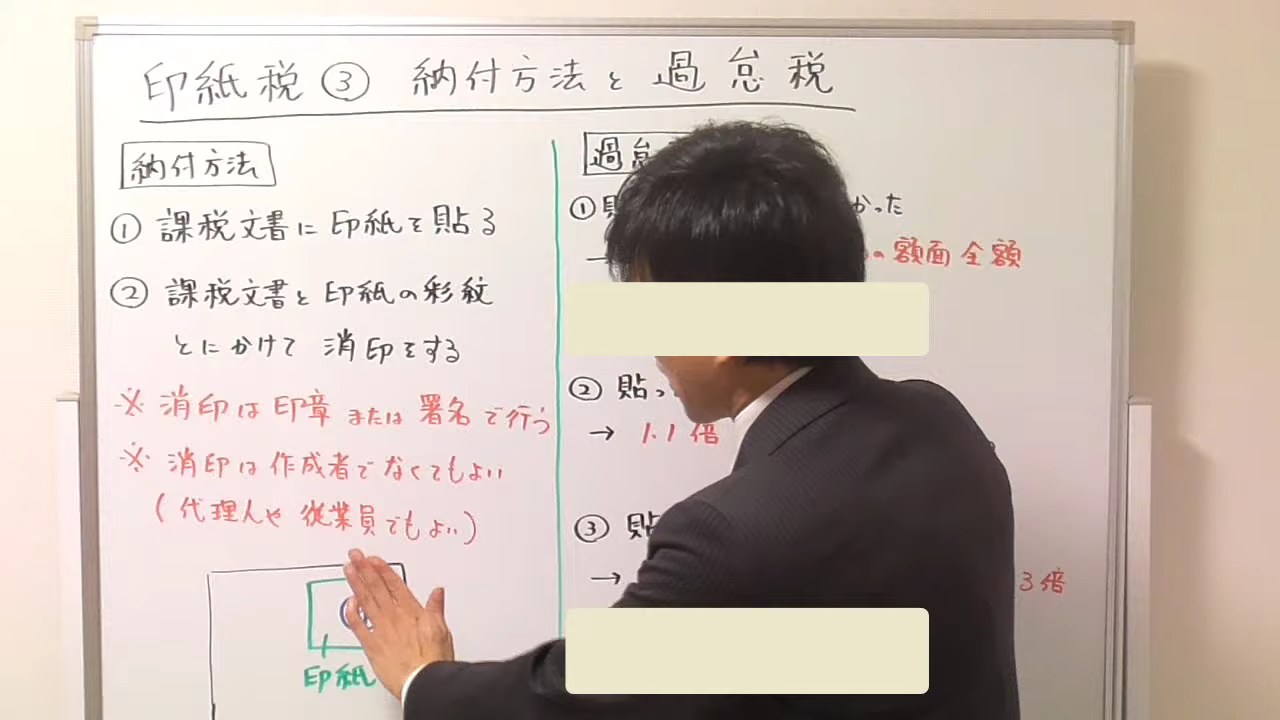 印紙税③ 納付方法と過怠税
納付方法
① 課税文書に印紙を貼る
② 課税文書と印紙の彩紋
とにかけて 消印をする
※ 消印は印章または署名で行う
※ 消印は作成者でなくてもよい
(代理人や従業員でもよい)
印紙
過怠
① 貼 かった
→ の額面全額
② 貼っ
→ 1.1倍
③ 貼
→ 3倍